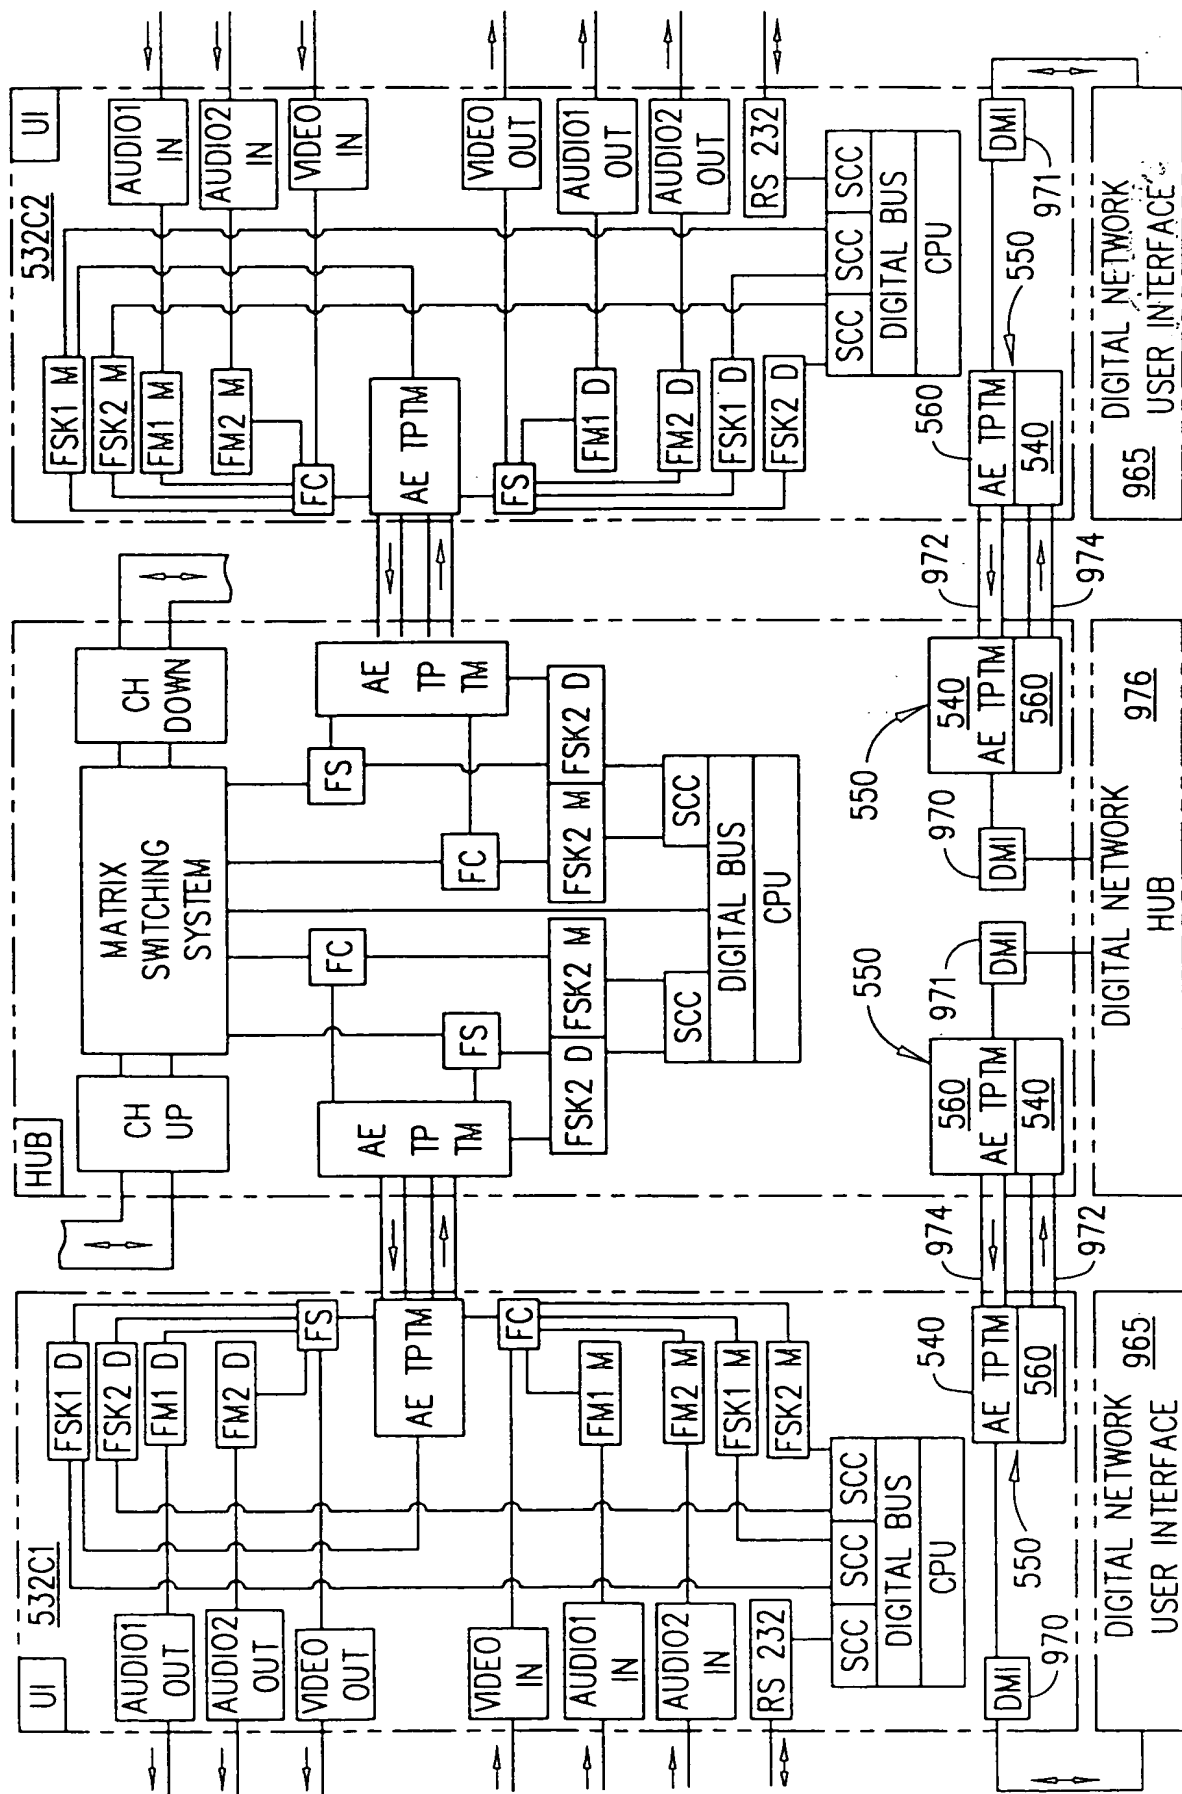 UI
532C1
AUDIO1
OUT
AUDIO2
OUT
VIDEO
OUT
VIDEO
IN
AUDIO1
IN
AUDIO2
IN
RS 232
FSK1 D
FSK2 D
FM1 D
FM2 D
FS
AE TPTM
FC
FM1 M
FM2 M
FSK1 M
FSK2 M
SCC
SCC
SCC
DIGITAL BUS
CPU
DMI
970
550
540
AE TPTM
560
974
972
DIGITAL NETWORK
USER INTERFACE
965
HUB
CH
UP
MATRIX
SWITCHING
SYSTEM
CH
DOWN
AE
TP
TM
FC
FS
FSK2 D
FSK2 M
SCC
FS
FC
AE
TP
TM
FSK2 M
FSK2 D
SCC
DIGITAL BUS
CPU
550
560
AE TPTM
540
971
DMI
970
DMI
550
540
AE TPTM
560
DIGITAL NETWORK
HUB
976
UI
532C2
AUDIO1
IN
AUDIO2
IN
VIDEO
IN
VIDEO
OUT
AUDIO1
OUT
AUDIO2
OUT
RS 232
FSK1 M
FSK2 M
FM1 M
FM2 M
FC
AE TPTM
FS
FM1 D
FM2 D
FSK1 D
FSK2 D
SCC
SCC
SCC
DIGITAL BUS
CPU
972
974
560
AE TPTM
540
550
DMI
971
965
DIGITAL NETWORK
USER INTERFACE